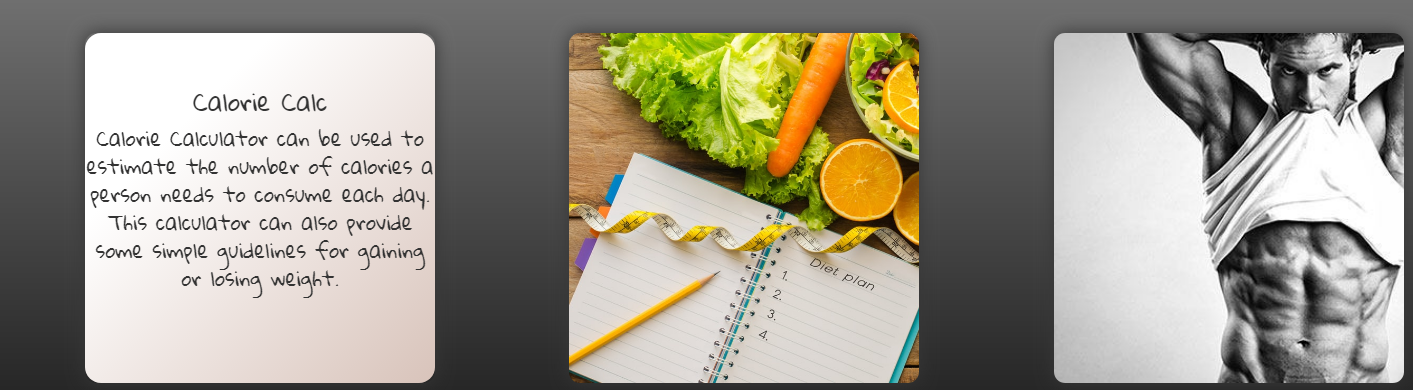 Calorie Calc
Calorie Calculator can be used to
estimate the number of calories a
person needs to consume each day.
This calculator can also provide
some simple guidelines for gaining
or losing weight.
Diet plan
1.
2.
3.
4.